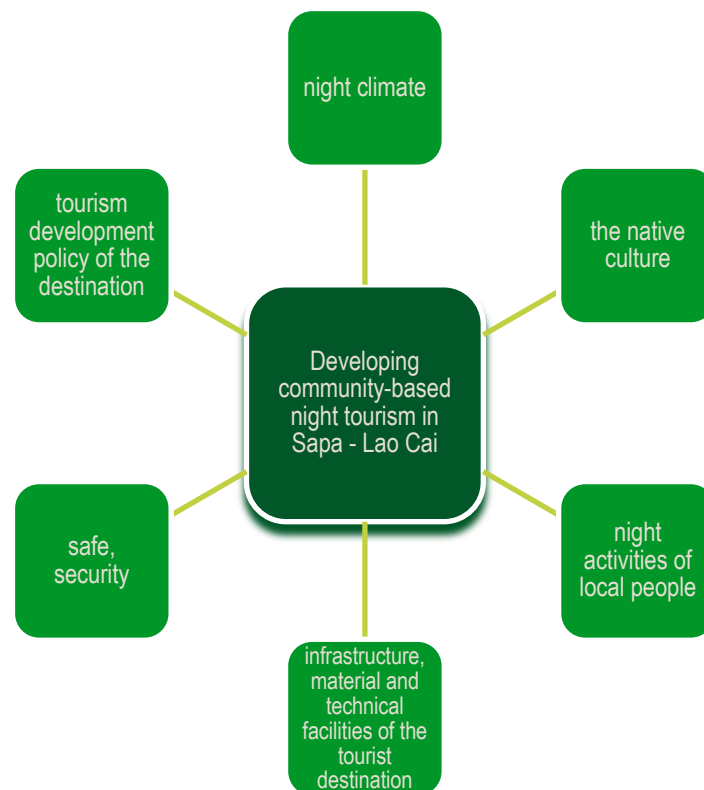 night climate
tourism
development
policy of the
destination
the native
culture
Developing
community-based
night tourism in
Sapa - Lao Cai
safe,
security
night
activities of
local people
infrastructure,
material and
technical
facilities of the
tourist
destination